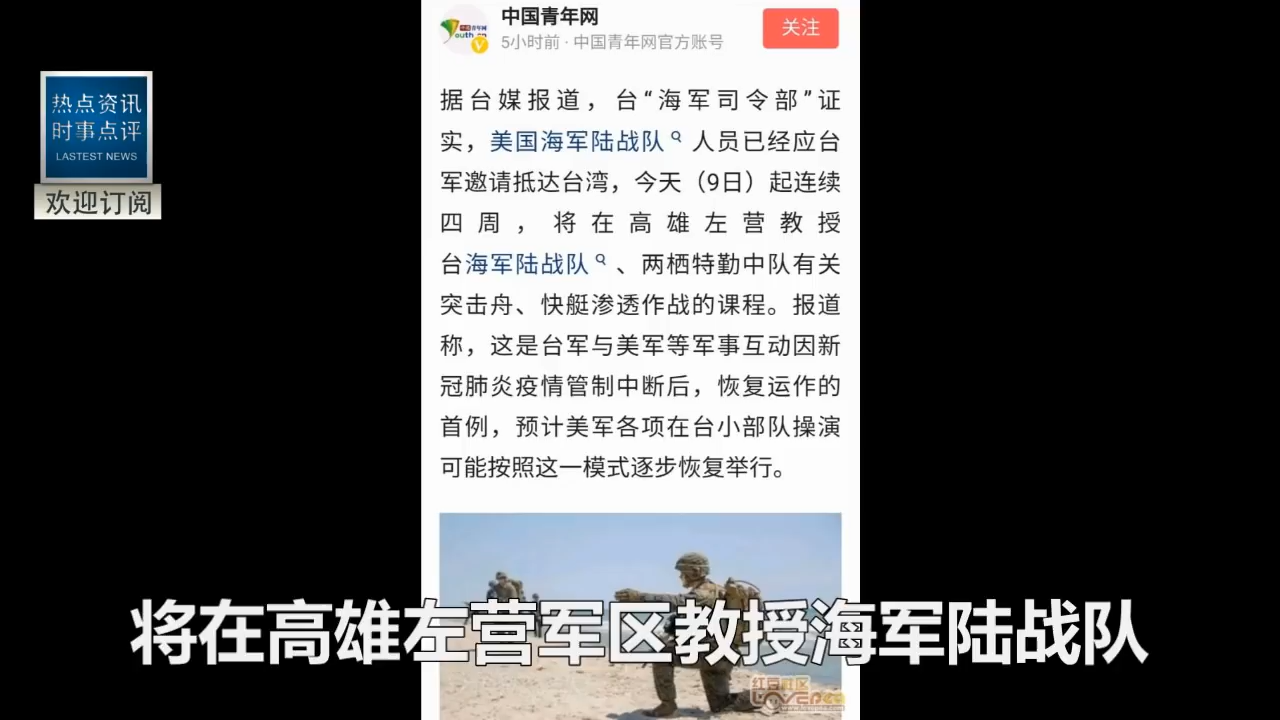 热点资讯
时事点评
LASTEST NEWS
欢迎订阅
中国青年网
5小时前·中国青年网官方账号
关注
据台媒报道，台“海军司令部”证
实，美国海军陆战队 人员已经应台
军邀请抵达台湾，今天（9日）起连续
四周，将在高雄左营教授
台海军陆战队 、两栖特勤中队有关
突击舟、快艇渗透作战的课程。报道
称，这是台军与美军等军事互动因新
冠肺炎疫情管制中断后，恢复运作的
首例，预计美军各项在台小部队操演
可能按照这一模式逐步恢复举行。
将在高雄左营军区教授海军陆战队